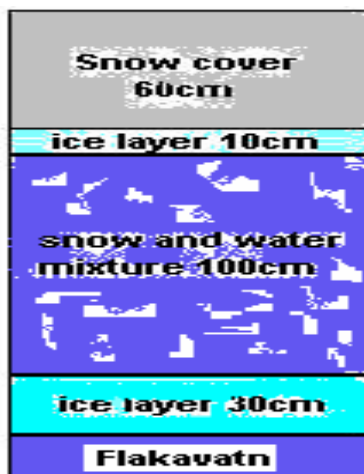 Snow cover
60cm
ice layer 10cm
snow and water
mixture 100cm
ice layer 30cm
Flakavatn